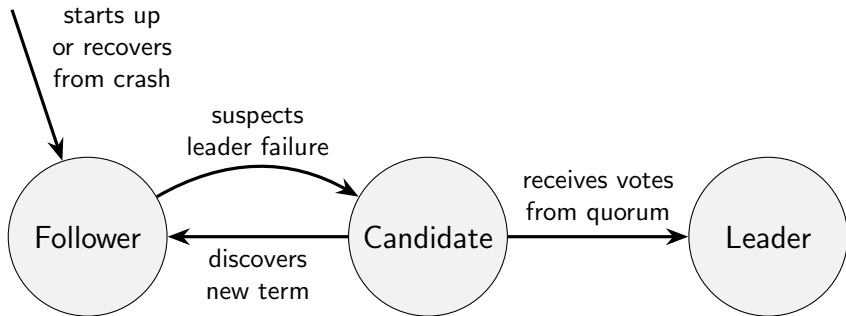 starts up
or recovers
from crash
suspects
leader failure
receives votes
from quorum
Follower
Candidate
Leader
discovers
new term